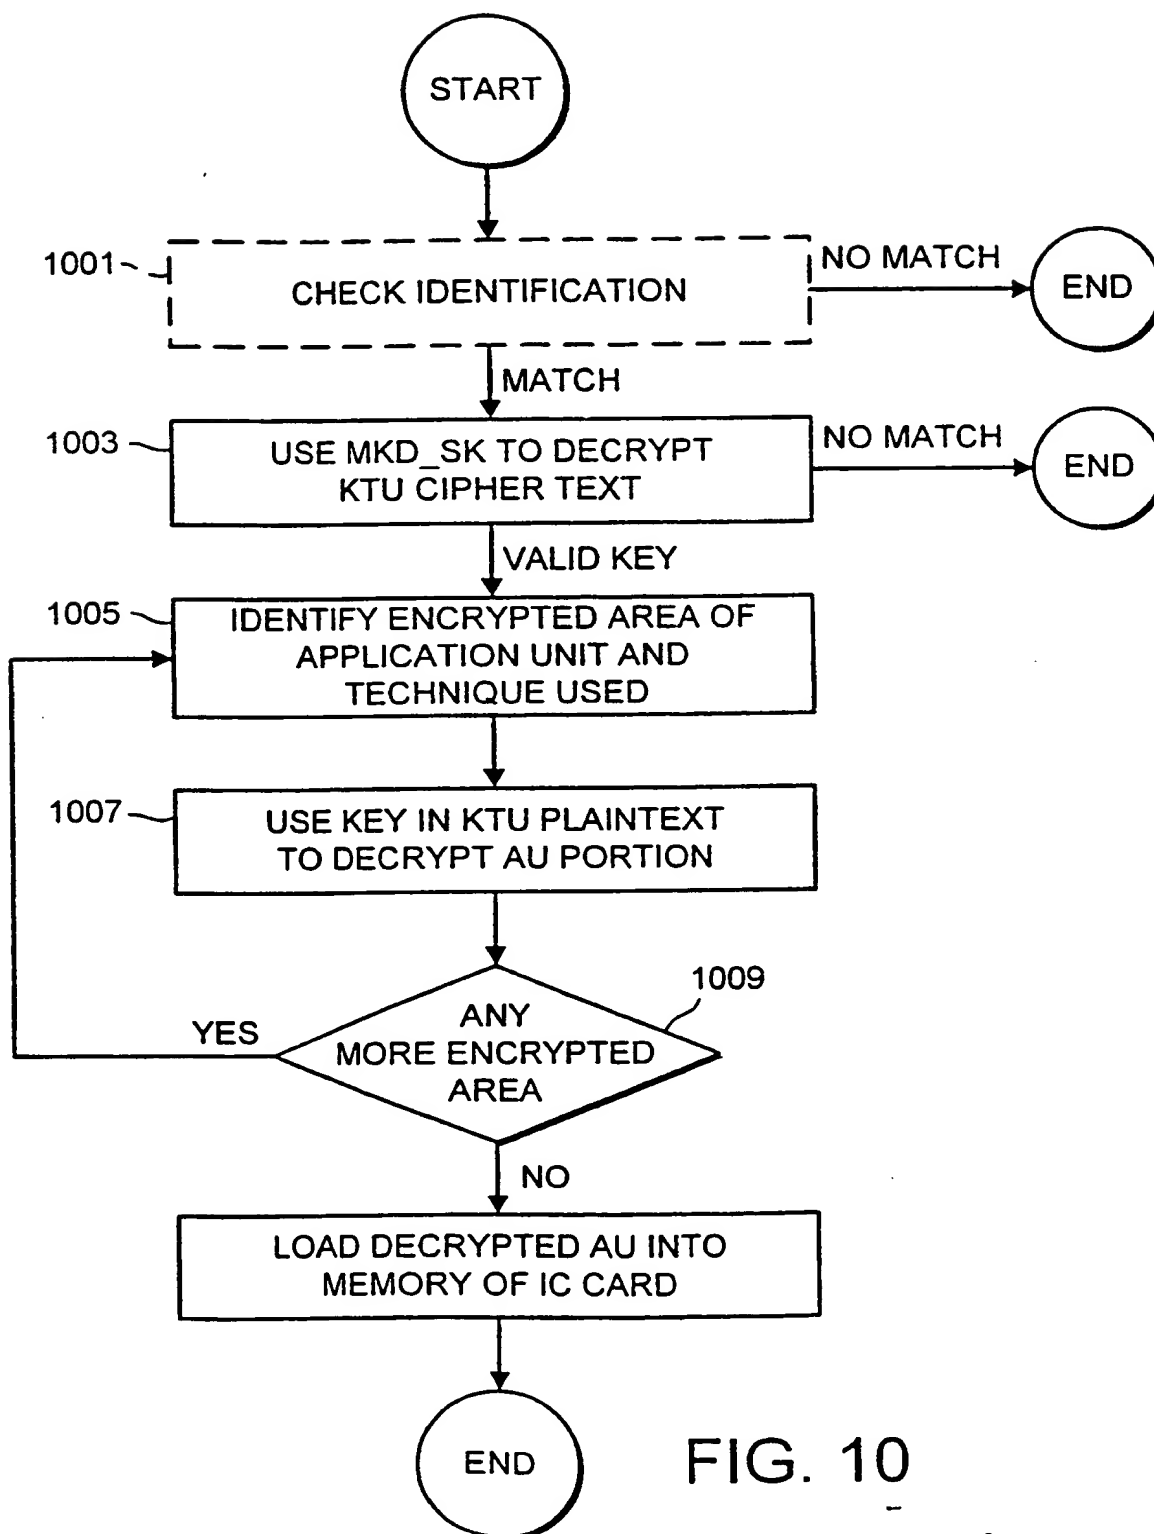 START
1001
CHECK IDENTIFICATION
NO MATCH
END
MATCH
1003
USE MKD_SK TO DECRYPT
KTU CIPHER TEXT
NO MATCH
END
VALID KEY
1005
IDENTIFY ENCRYPTED AREA OF
APPLICATION UNIT AND
TECHNIQUE USED
1007
USE KEY IN KTU PLAINTEXT
TO DECRYPT AU PORTION
1009
YES
ANY
MORE ENCRYPTED
AREA
NO
LOAD DECRYPTED AU INTO
MEMORY OF IC CARD
END
FIG. 10